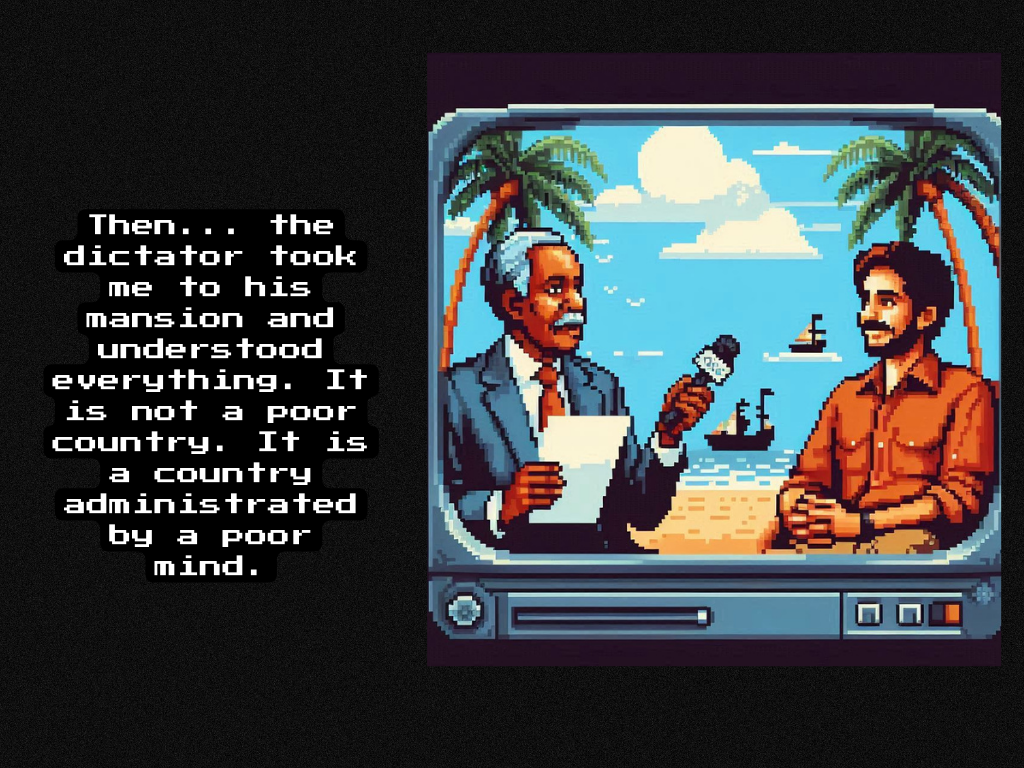 Then... the
dictator took
me to his
mansion and
understood
everything. It
is not a poor
country. It is
a country
administrated
by a poor
mind.